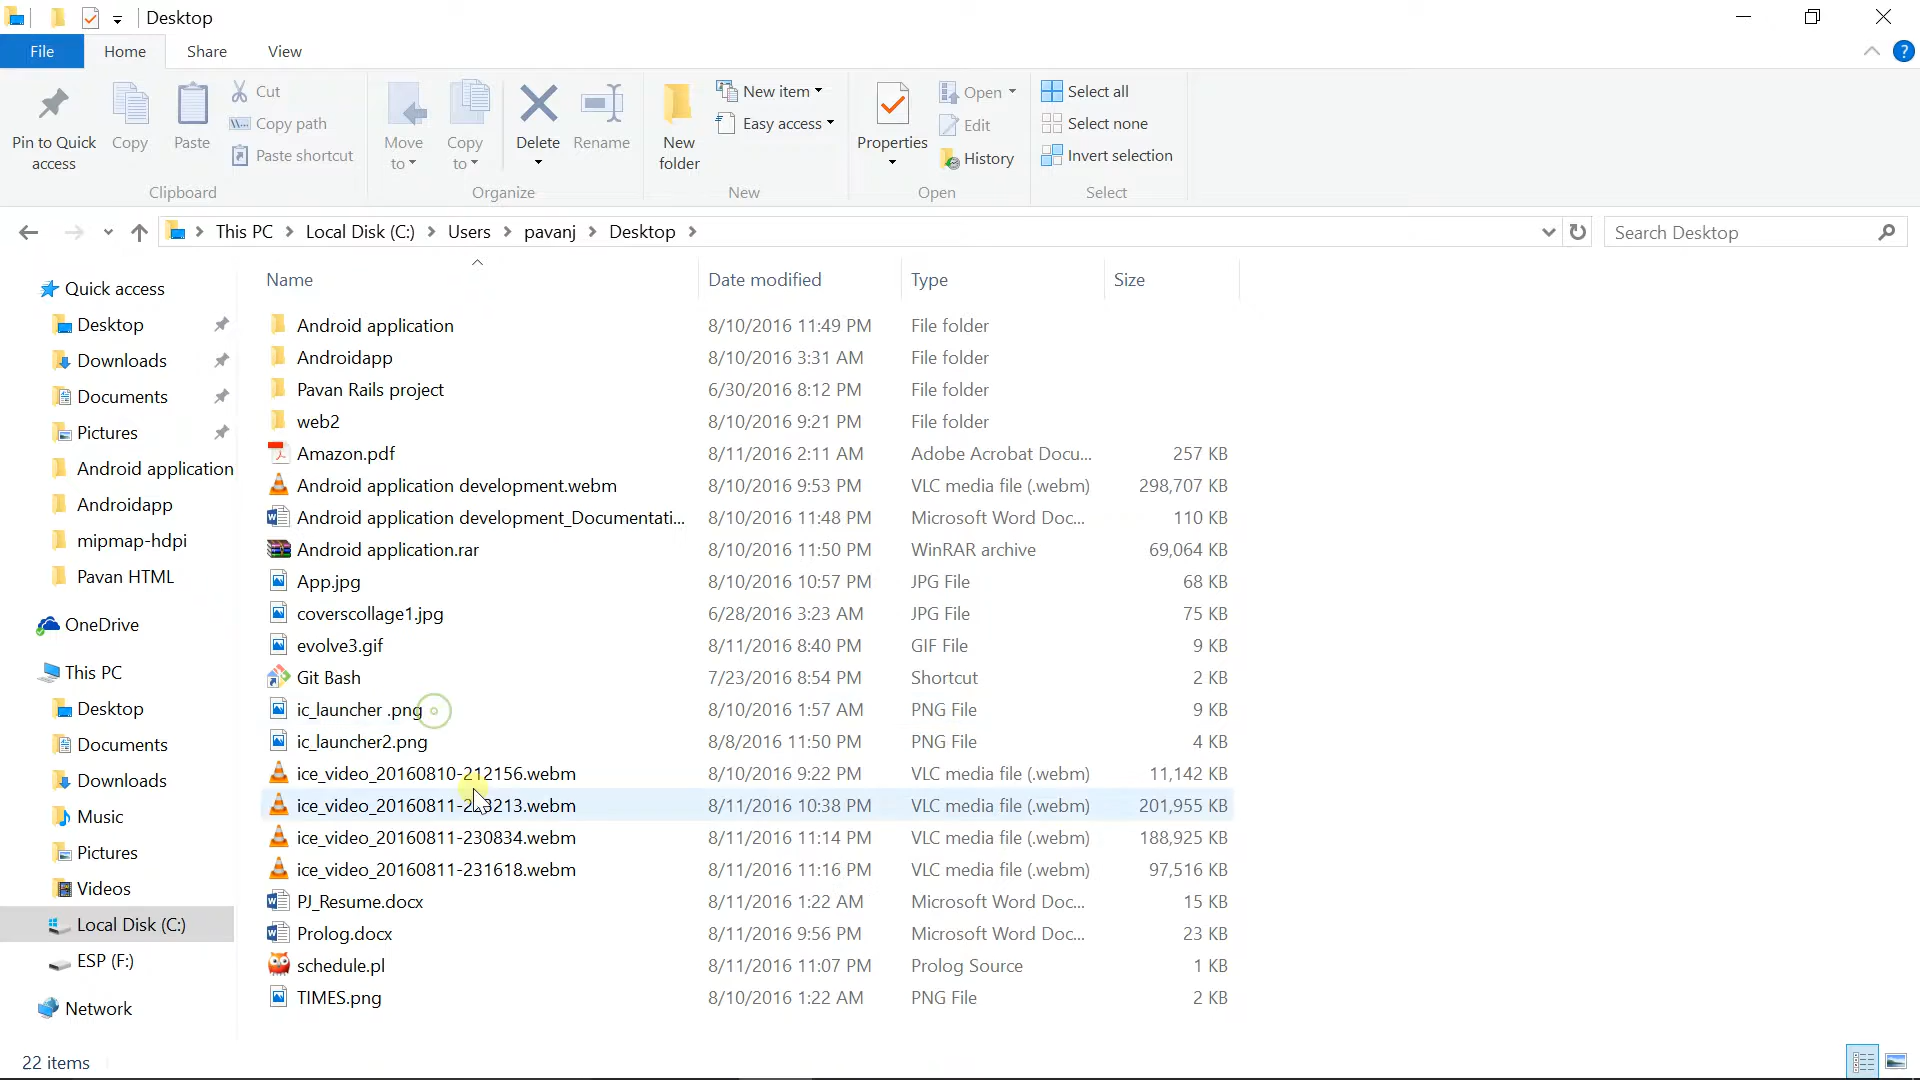 Desktop
File Home Share View
Pin to Quick access
Copy
Paste
Cut
Copy path
Paste shortcut
Clipboard
Move to
Copy to
Delete
Rename
Organize
New folder
New item
Easy access
New
Properties
Open
Edit
History
Open
Select all
Select none
Invert selection
Select
This PC > Local Disk (C:) > Users > pavanj > Desktop >
Search Desktop
Quick access
Desktop
Downloads
Documents
Pictures
Android application
Androidapp
mipmap-hdpi
Pavan HTML
OneDrive
This PC
Desktop
Documents
Downloads
Music
Pictures
Videos
Local Disk (C:)
ESP (F:)
Network
Name Date modified Type Size
Android application 8/10/2016 11:49 PM File folder
Androidapp 8/10/2016 3:31 AM File folder
Pavan Rails project 6/30/2016 8:12 PM File folder
web2 8/10/2016 9:21 PM File folder
Amazon.pdf 8/11/2016 2:11 AM Adobe Acrobat Docu... 257 KB
Android application development.webm 8/10/2016 9:53 PM VLC media file (.webm) 298,707 KB
Android application development_Documentati... 8/10/2016 11:48 PM Microsoft Word Doc... 110 KB
Android application.rar 8/10/2016 11:50 PM WinRAR archive 69,064 KB
App.jpg 8/10/2016 10:57 PM JPG File 68 KB
coverscollage1.jpg 6/28/2016 3:23 AM JPG File 75 KB
evolve3.gif 8/11/2016 8:40 PM GIF File 9 KB
Git Bash 7/23/2016 8:54 PM Shortcut 2 KB
ic_launcher .png 8/10/2016 1:57 AM PNG File 9 KB
ic_launcher2.png 8/8/2016 11:50 PM PNG File 4 KB
ice_video_20160810-212156.webm 8/10/2016 9:22 PM VLC media file (.webm) 11,142 KB
ice_video_20160811-223213.webm 8/11/2016 10:38 PM VLC media file (.webm) 201,955 KB
ice_video_20160811-230834.webm 8/11/2016 11:14 PM VLC media file (.webm) 188,925 KB
ice_video_20160811-231618.webm 8/11/2016 11:16 PM VLC media file (.webm) 97,516 KB
PJ_Resume.docx 8/11/2016 1:22 AM Microsoft Word Doc... 15 KB
Prolog.docx 8/11/2016 9:56 PM Microsoft Word Doc... 23 KB
schedule.pl 8/11/2016 11:07 PM Prolog Source 1 KB
TIMES.png 8/10/2016 1:22 AM PNG File 2 KB
22 items